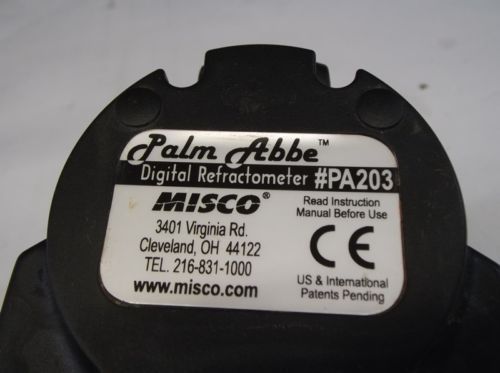 Palm Abbe™
Digital Refractometer #PA203
MISCO®
3401 Virginia Rd.
Cleveland, OH 44122
TEL. 216-831-1000
www.misco.com
Read Instruction
Manual Before Use
CE
US & International
Patents Pending